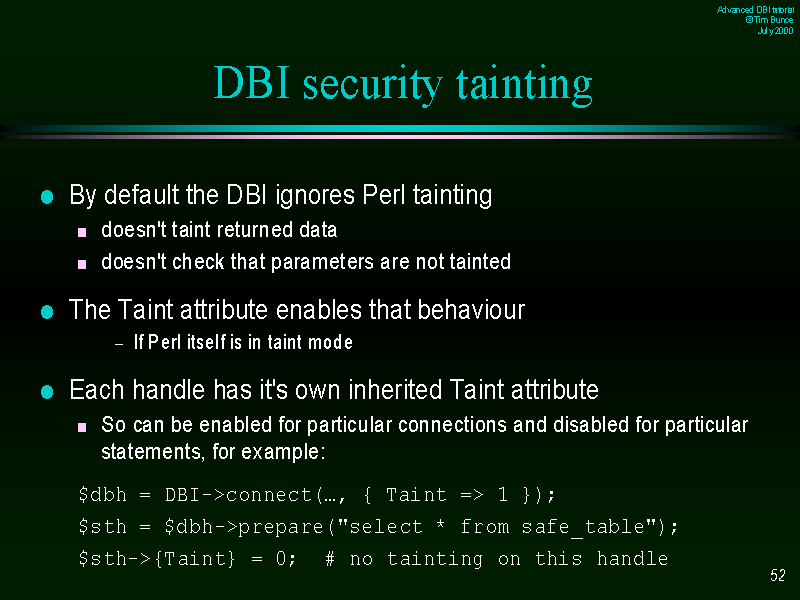 Advanced DBI tutorial
© Tim Bunce
July 2000
DBI security tainting
By default the DBI ignores Perl tainting
doesn't taint returned data
doesn't check that parameters are not tainted
The Taint attribute enables that behaviour
– If Perl itself is in taint mode
Each handle has it's own inherited Taint attribute
So can be enabled for particular connections and disabled for particular
statements, for example:
$dbh = DBI->connect(…, { Taint => 1 });
$sth = $dbh->prepare("select * from safe_table");
$sth->{Taint} = 0;  # no tainting on this handle
52